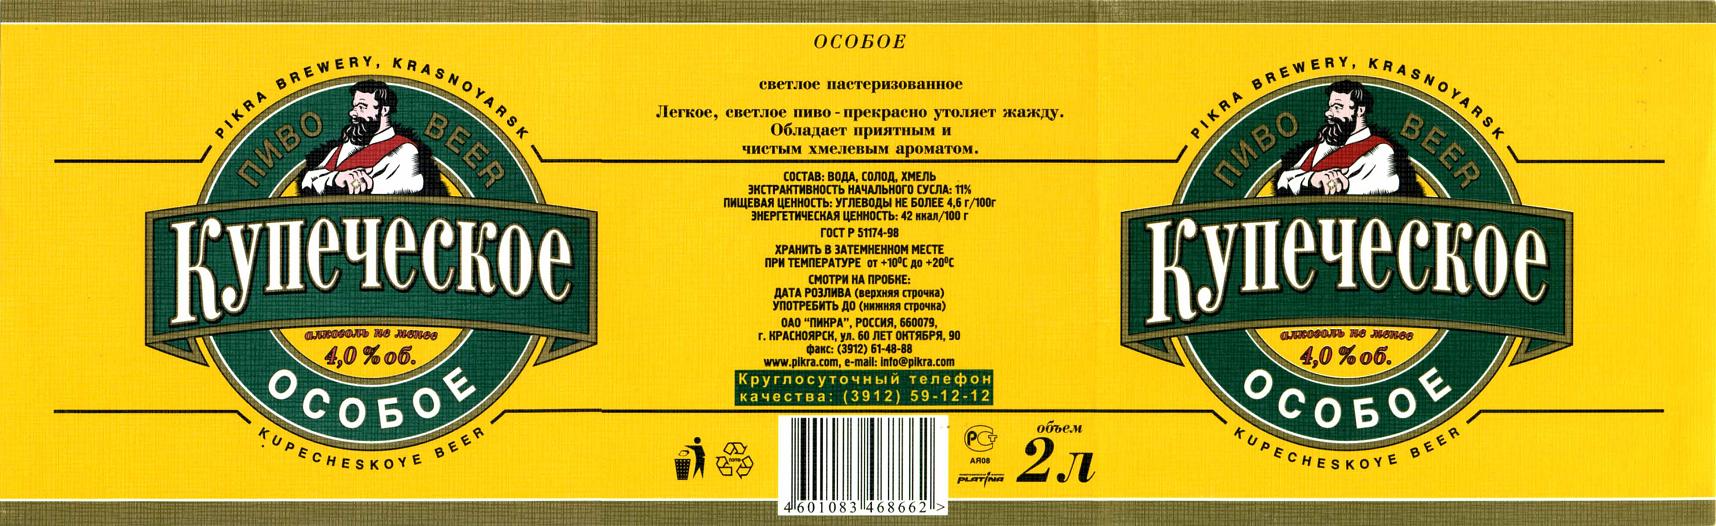 PIKRA BREWERY, KRASNOYARSK
ПИВО BEER
Купеческое
алкоголь не менее
4,0 % об.
ОСОБОЕ
KUPECHESKOYE BEER
ОСОБОЕ
светлое пастеризованное
Легкое, светлое пиво - прекрасно утоляет жажду.
Обладает приятным и
чистым хмелевым ароматом.
СОСТАВ: ВОДА, СОЛОД, ХМЕЛЬ
ЭКСТРАКТИВНОСТЬ НАЧАЛЬНОГО СУСЛА: 11%
ПИЩЕВАЯ ЦЕННОСТЬ: УГЛЕВОДЫ НЕ БОЛЕЕ 4,6 г/100г
ЭНЕРГЕТИЧЕСКАЯ ЦЕННОСТЬ: 42 ккал/100 г
ГОСТ Р 51174-98
ХРАНИТЬ В ЗАТЕМНЕННОМ МЕСТЕ
ПРИ ТЕМПЕРАТУРЕ от +10⁰С до +20⁰С
СМОТРИ НА ПРОБКЕ:
ДАТА РОЗЛИВА (верхняя строчка)
УПОТРЕБИТЬ ДО (нижняя строчка)
ОАО "ПИКРА", РОССИЯ, 660079,
г. КРАСНОЯРСК, ул. 60 ЛЕТ ОКТЯБРЯ, 90
факс: (3912) 61-48-88
www.pikra.com, e-mail: info@pikra.com
Круглосуточный телефон
качества: (3912) 59-12-12
4 601083 468662 >
РСТ
АЯ08
PLATINA
объем
2 л
PIKRA BREWERY, KRASNOYARSK
ПИВО BEER
Купеческое
алкоголь не менее
4,0 % об.
ОСОБОЕ
KUPECHESKOYE BEER